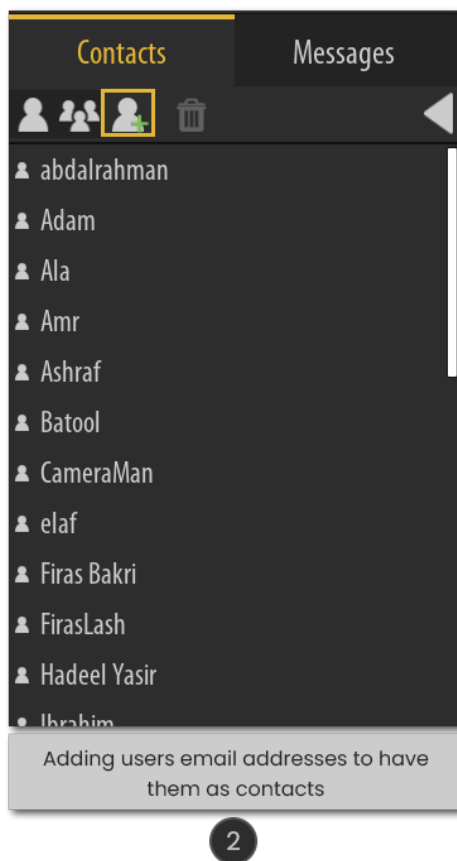 Contacts
Messages
abdalrahman
Adam
Ala
Amr
Ashraf
Batool
CameraMan
elaf
Firas Bakri
FirasLash
Hadeel Yasir
Ibrahim
Adding users email addresses to have
them as contacts
2